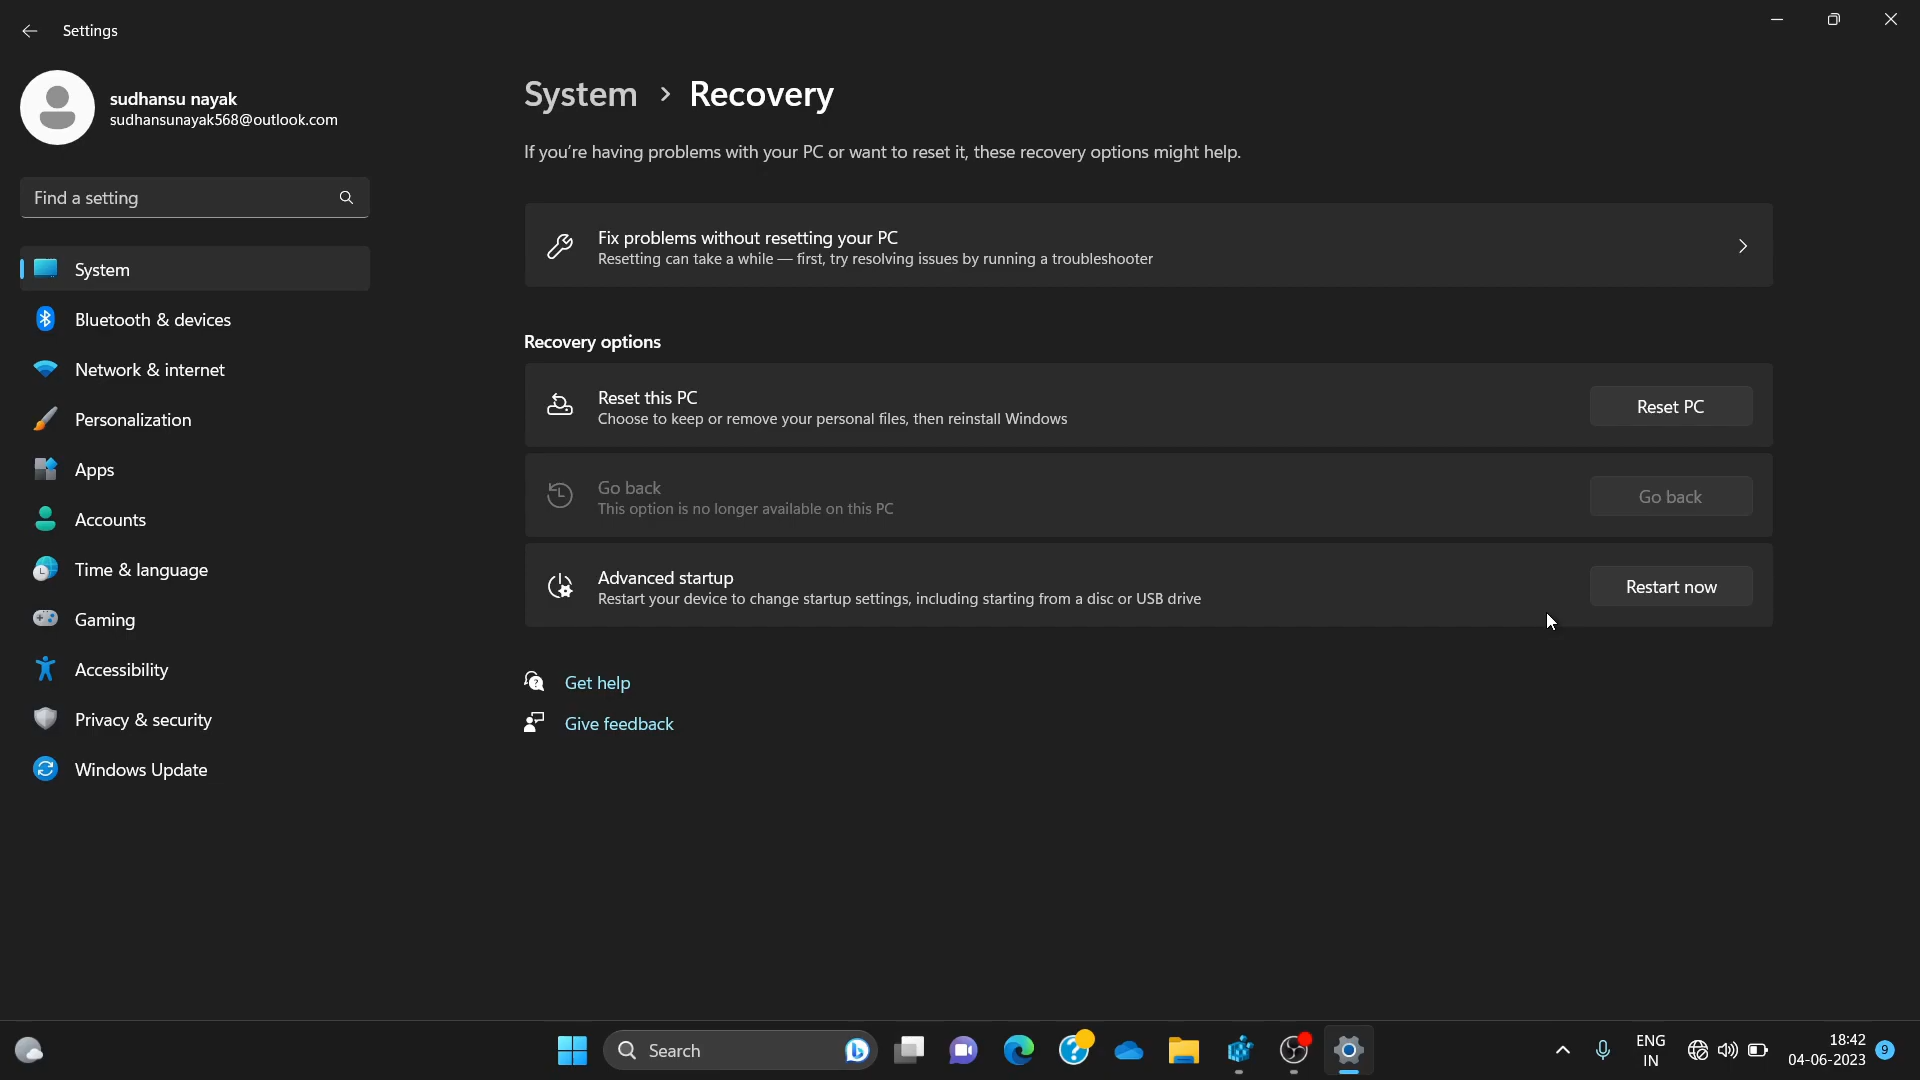 Settings
sudhansu nayak
sudhansunayak568@outlook.com
Find a setting
System
Bluetooth & devices
Network & internet
Personalization
Apps
Accounts
Time & language
Gaming
Accessibility
Privacy & security
Windows Update
System > Recovery
If you're having problems with your PC or want to reset it, these recovery options might help.
Fix problems without resetting your PC
Resetting can take a while — first, try resolving issues by running a troubleshooter
Recovery options
Reset this PC
Choose to keep or remove your personal files, then reinstall Windows
Reset PC
Go back
This option is no longer available on this PC
Go back
Advanced startup
Restart your device to change startup settings, including starting from a disc or USB drive
Restart now
Get help
Give feedback
Search
ENG
IN
18:42
04-06-2023
9